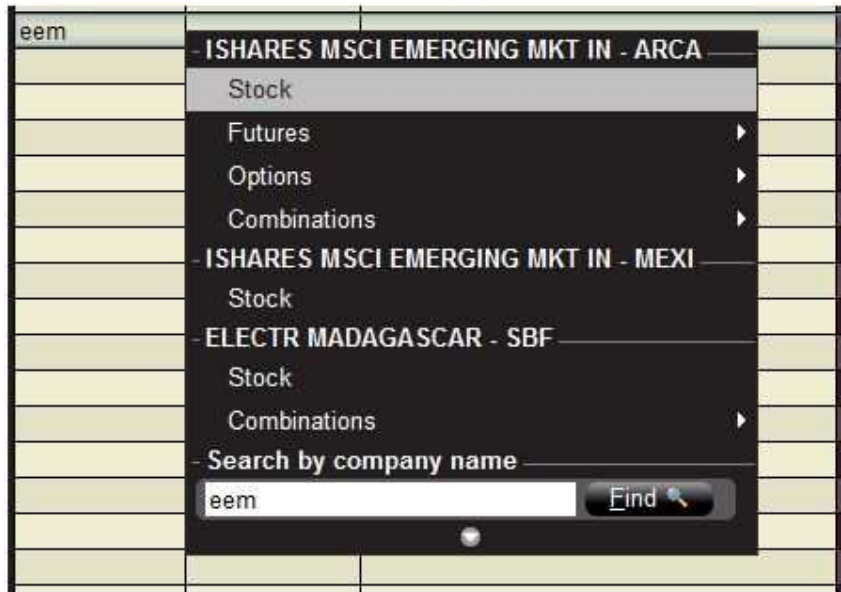 eem
ISHARES MSCI EMERGING MKT IN - ARCA
Stock
Futures
Options
Combinations
ISHARES MSCI EMERGING MKT IN - MEXI
Stock
ELECTR MADAGASCAR - SBF
Stock
Combinations
Search by company name
eem Find